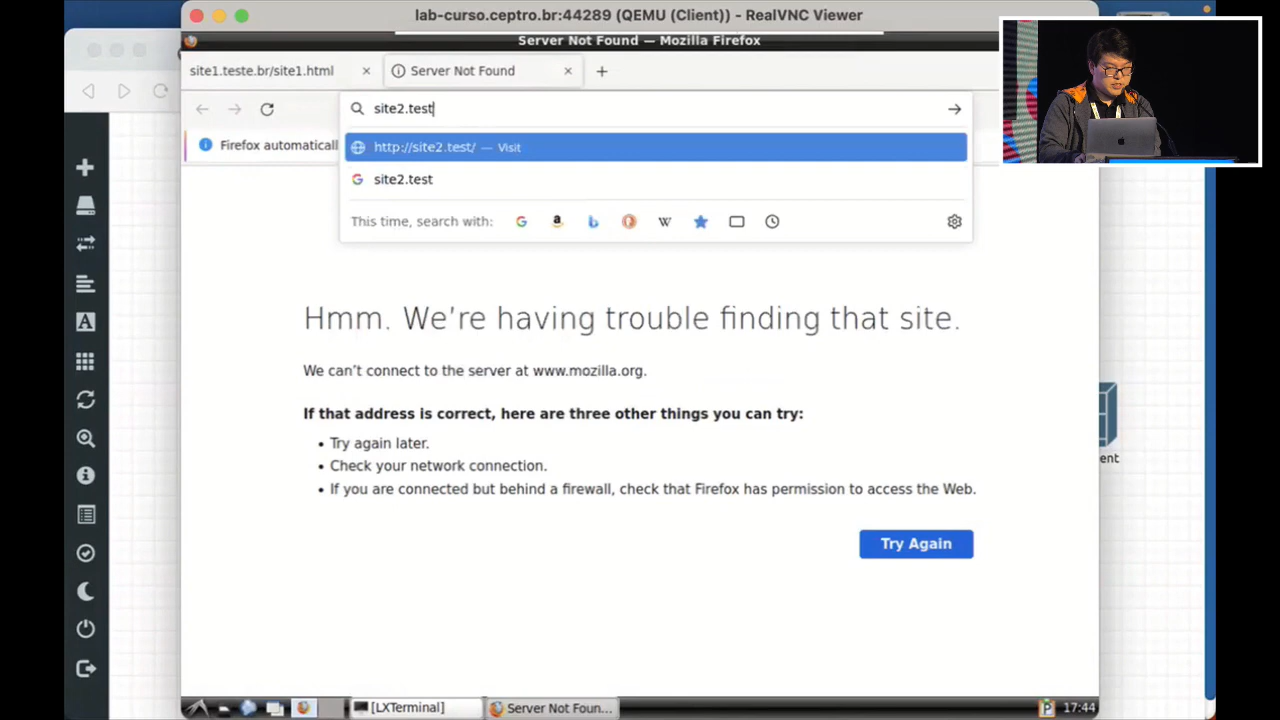 lab-curso.ceptro.br:44289 (QEMU (Client)) - RealVNC Viewer
Server Not Found — Mozilla Firefox
site1.teste.br/site1.html
Server Not Found
site2.test
Firefox automaticall
http://site2.test/ — Visit
site2.test
This time, search with:
Hmm. We're having trouble finding that site.
We can't connect to the server at www.mozilla.org.
If that address is correct, here are three other things you can try:
• Try again later.
• Check your network connection.
• If you are connected but behind a firewall, check that Firefox has permission to access the Web.
Try Again
ent
[LXTerminal]
Server Not Foun...
17:44